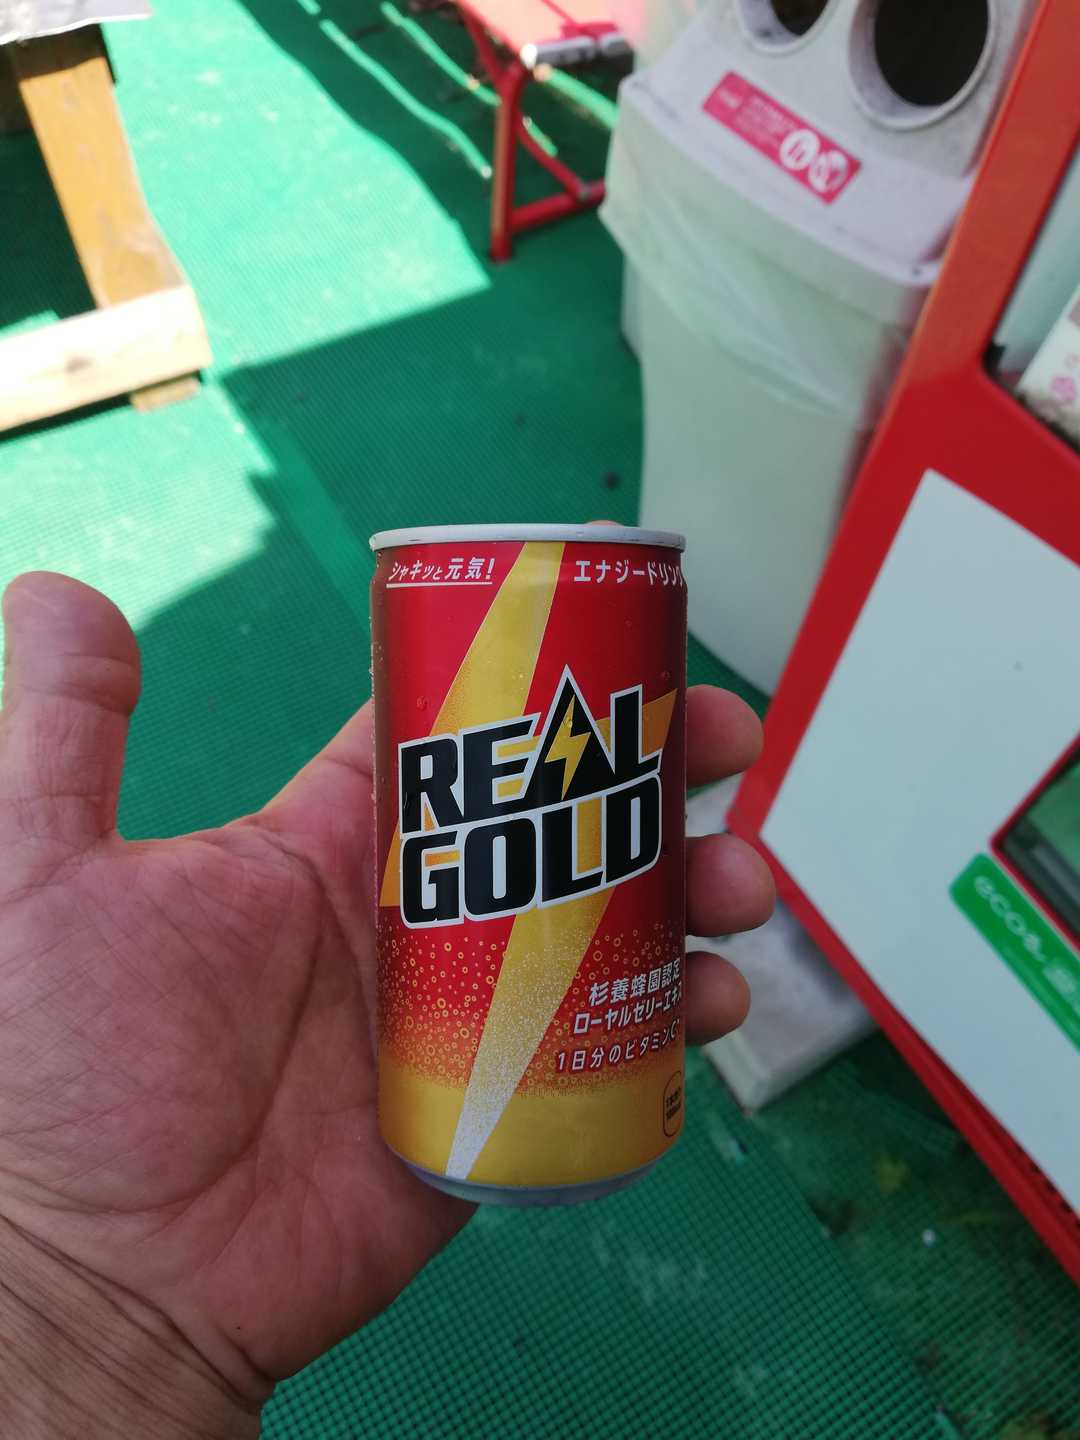 シャキッと元気!
エナジードリンク
REAL
GOLD
杉養蜂園認定
ローヤルゼリーエキス
1日分のビタミンC
eco